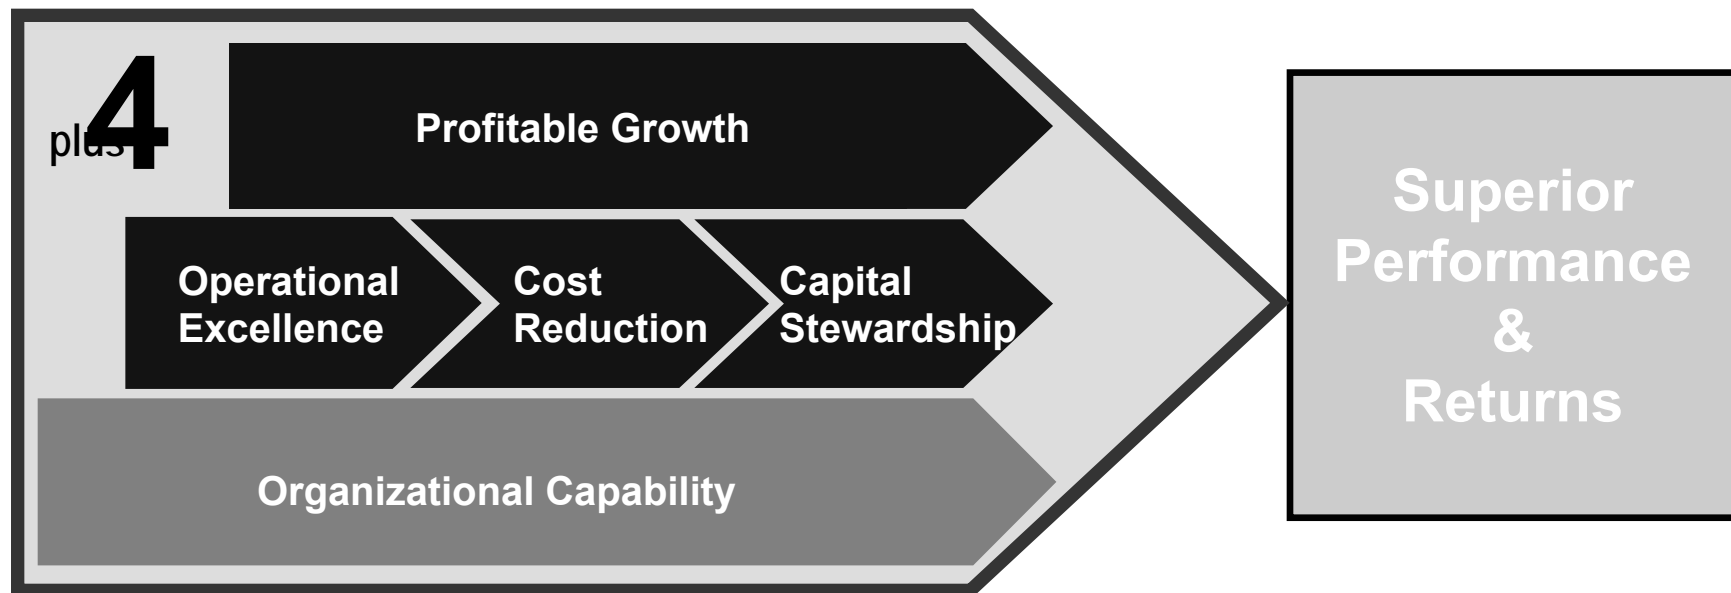 plus4
Profitable Growth
Operational
Excellence
Cost
Reduction
Capital
Stewardship
Organizational Capability
Superior
Performance
&
Returns